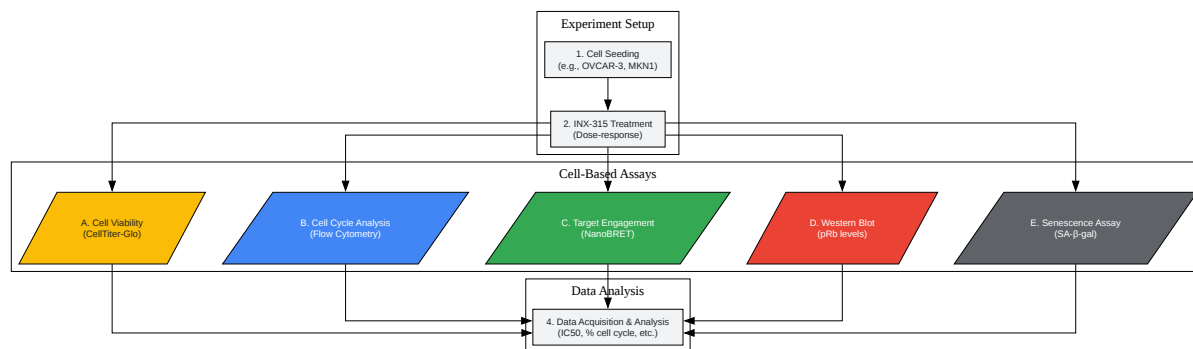 Experiment Setup
1. Cell Seeding
(e.g., OVCAR-3, MKN1)
2. INX-315 Treatment
(Dose-response)
Cell-Based Assays
A. Cell Viability
(CellTiter-Glo)
B. Cell Cycle Analysis
(Flow Cytometry)
C. Target Engagement
(NanoBRET)
D. Western Blot
(pRb levels)
E. Senescence Assay
(SA-β-gal)
Data Analysis
4. Data Acquisition & Analysis
(IC50, % cell cycle, etc.)